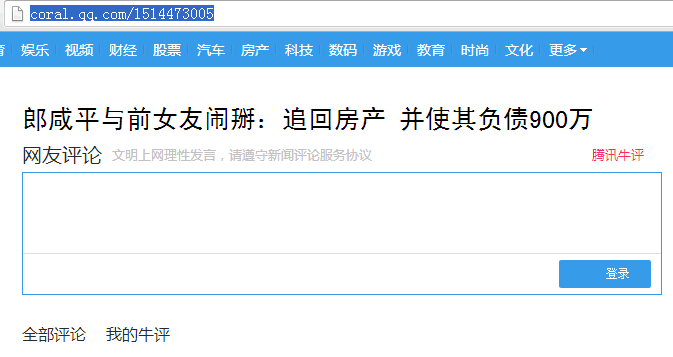 coral.qq.com/1514473005
娱乐 视频 财经 股票 汽车 房产 科技 数码 游戏 教育 时尚 文化 更多
郎咸平与前女友闹掰：追回房产 并使其负债900万
网友评论 文明上网理性发言，请遵守新闻评论服务协议 腾讯牛评
登录
全部评论 我的牛评